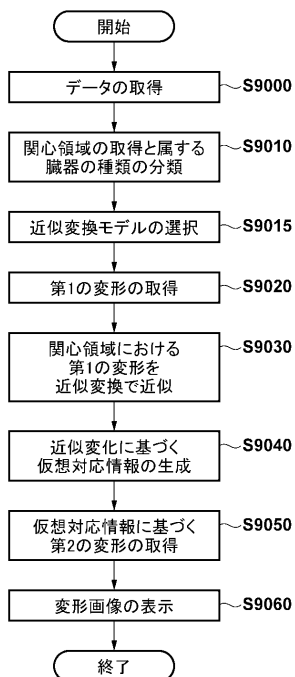 開始
データの取得
S9000
関心領域の取得と属する
臓器の種類の分類
S9010
近似変換モデルの選択
S9015
第1の変形の取得
S9020
関心領域における
第1の変形を
近似変換で近似
S9030
近似変化に基づく
仮想対応情報の生成
S9040
仮想対応情報に基づく
第2の変形の取得
S9050
変形画像の表示
S9060
終了